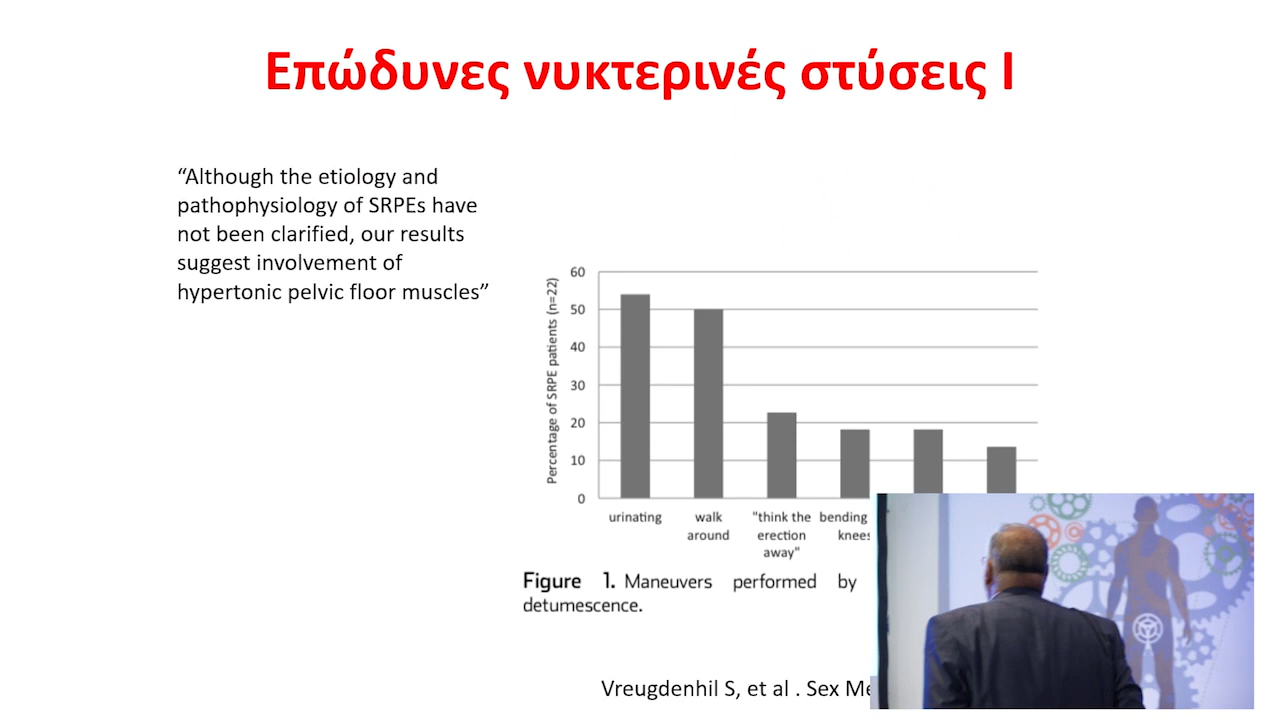 Επώδυνες νυκτερινές στύσεις Ι
“Although the etiology and
pathophysiology of SRPEs have
not been clarified, our results
suggest involvement of
hypertonic pelvic floor muscles”
Percentage of SRPE patients (n=22)
60
50
40
30
20
10
0
urinating
walk
around
"think the
erection
away"
bending
knees
Figure 1. Maneuvers performed by
detumescence.
Vreugdenhil S, et al . Sex Me